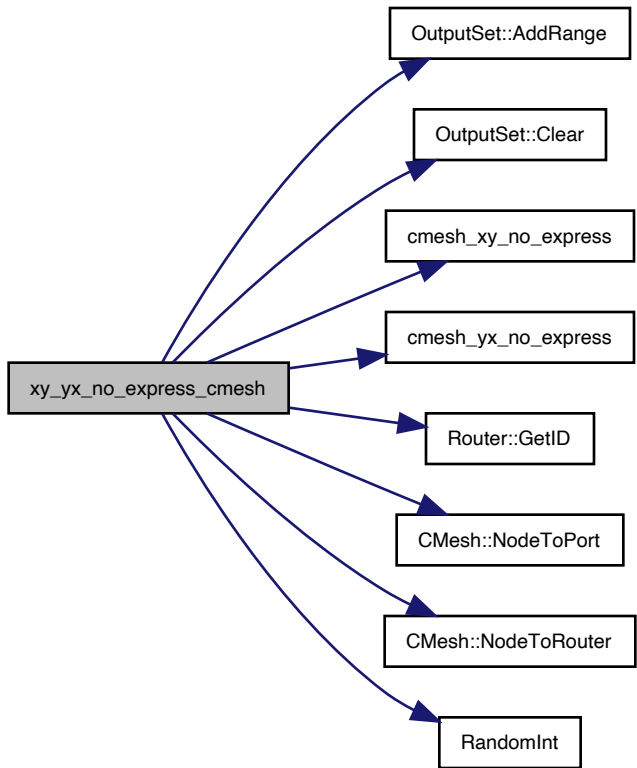 OutputSet::AddRange
OutputSet::Clear
cmesh_xy_no_express
cmesh_yx_no_express
xy_yx_no_express_cmesh
Router::GetID
CMesh::NodeToPort
CMesh::NodeToRouter
RandomInt